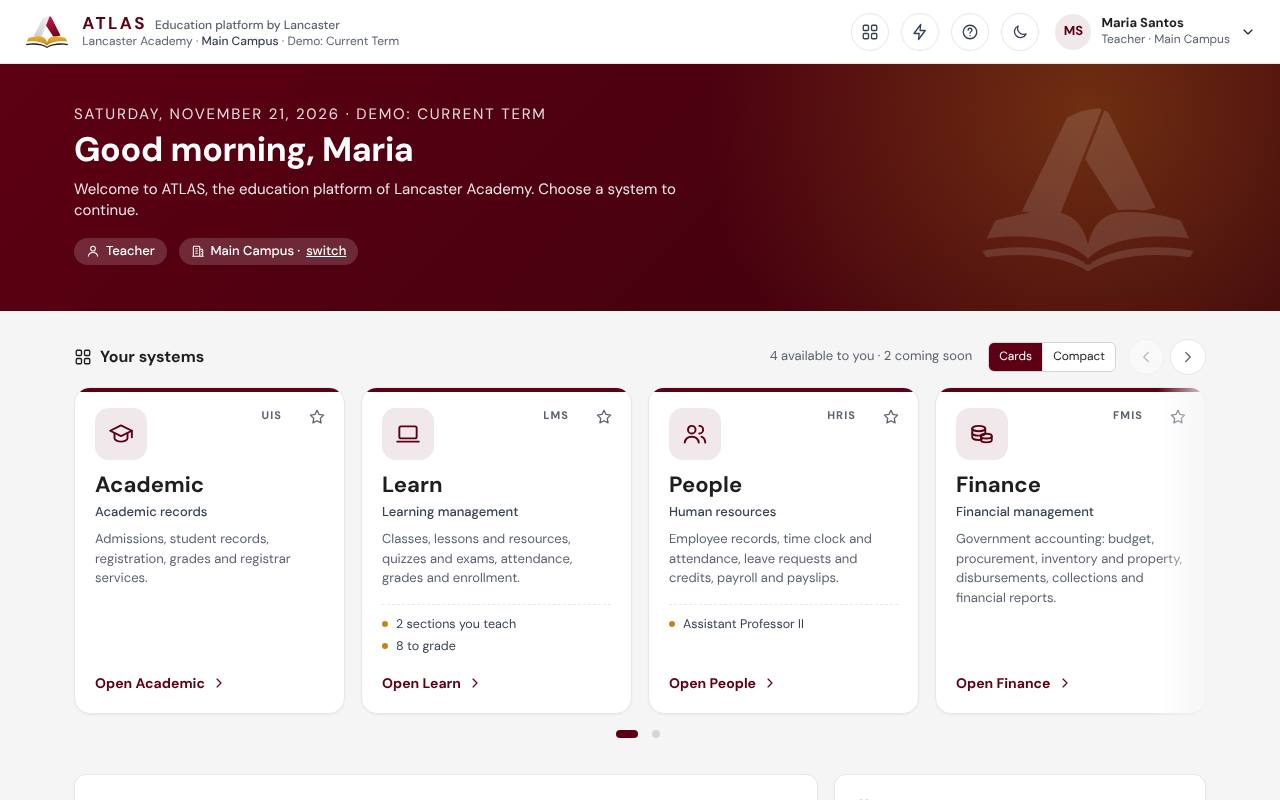 ATLAS Education platform by Lancaster
Lancaster Academy · Main Campus · Demo: Current Term
MS
Maria Santos
Teacher · Main Campus
SATURDAY, NOVEMBER 21, 2026 · DEMO: CURRENT TERM
Good morning, Maria
Welcome to ATLAS, the education platform of Lancaster Academy. Choose a system to
continue.
Teacher
Main Campus · switch
Your systems
4 available to you · 2 coming soon
Cards
Compact
UIS
Academic
Academic records
Admissions, student records,
registration, grades and registrar
services.
Open Academic
LMS
Learn
Learning management
Classes, lessons and resources,
quizzes and exams, attendance,
grades and enrollment.
2 sections you teach
8 to grade
Open Learn
HRIS
People
Human resources
Employee records, time clock and
attendance, leave requests and
credits, payroll and payslips.
Assistant Professor II
Open People
FMIS
Finance
Financial management
Government accounting: budget,
procurement, inventory and property,
disbursements, collections and
financial reports.
Open Finance